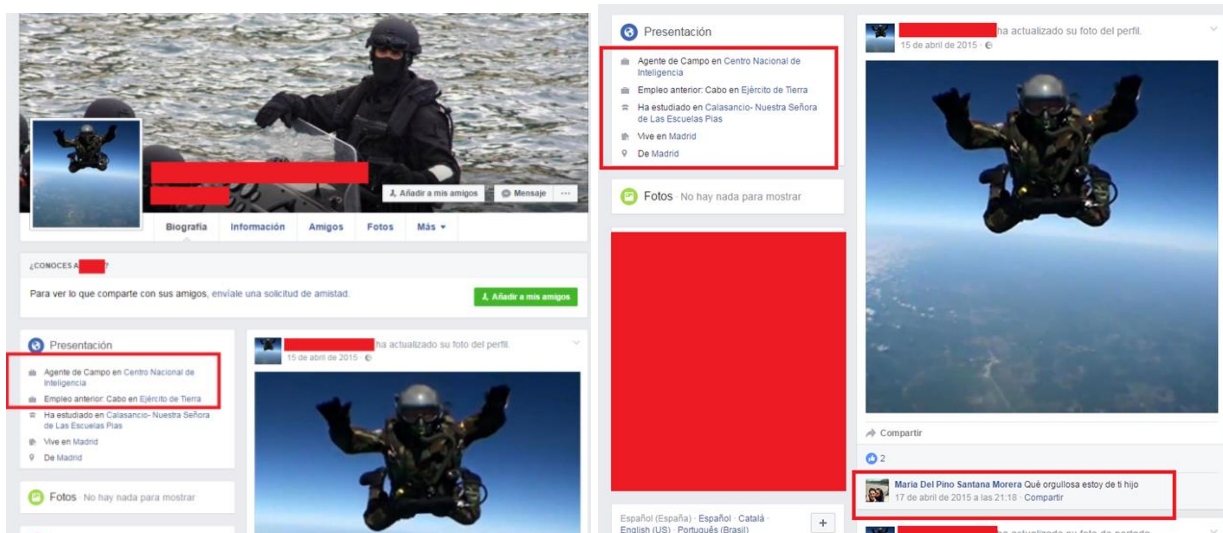 Añadir a mis amigos
Mensaje
Biografía
Información
Amigos
Fotos
Más
¿CONOCES A ?
Para ver lo que comparte con sus amigos, envíale una solicitud de amistad.
Añadir a mis amigos
Presentación
Agente de Campo en Centro Nacional de
Inteligencia
Empleo anterior: Cabo en Ejército de Tierra
Ha estudiado en Calasancio- Nuestra Señora
de Las Escuelas Pias
Vive en Madrid
De Madrid
Fotos · No hay nada para mostrar
ha actualizado su foto del perfil.
15 de abril de 2015 ·
Presentación
Agente de Campo en Centro Nacional de
Inteligencia
Empleo anterior: Cabo en Ejército de Tierra
Ha estudiado en Calasancio- Nuestra Señora
de Las Escuelas Pias
Vive en Madrid
De Madrid
Fotos · No hay nada para mostrar
Español (España) · Español · Català ·
English (US) · Português (Brasil)
ha actualizado su foto del perfil.
15 de abril de 2015 ·
Compartir
2
Maria Del Pino Santana Morera Qué orgullosa estoy de ti hijo
17 de abril de 2015 a las 21:18 · Compartir
ha actualizado su foto de portada.